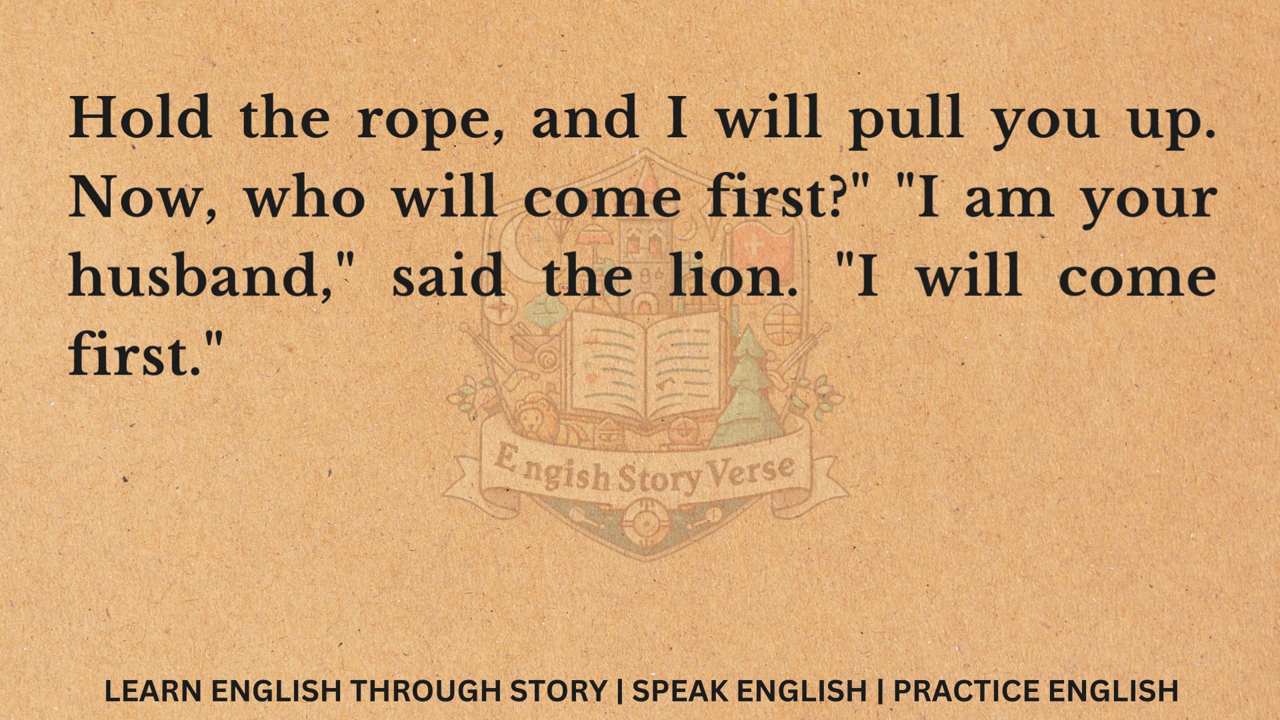 Hold the rope, and I will pull you up.
Now, who will come first?" "I am your
husband," said the lion. "I will come
first."
Engish Story Verse
LEARN ENGLISH THROUGH STORY | SPEAK ENGLISH | PRACTICE ENGLISH